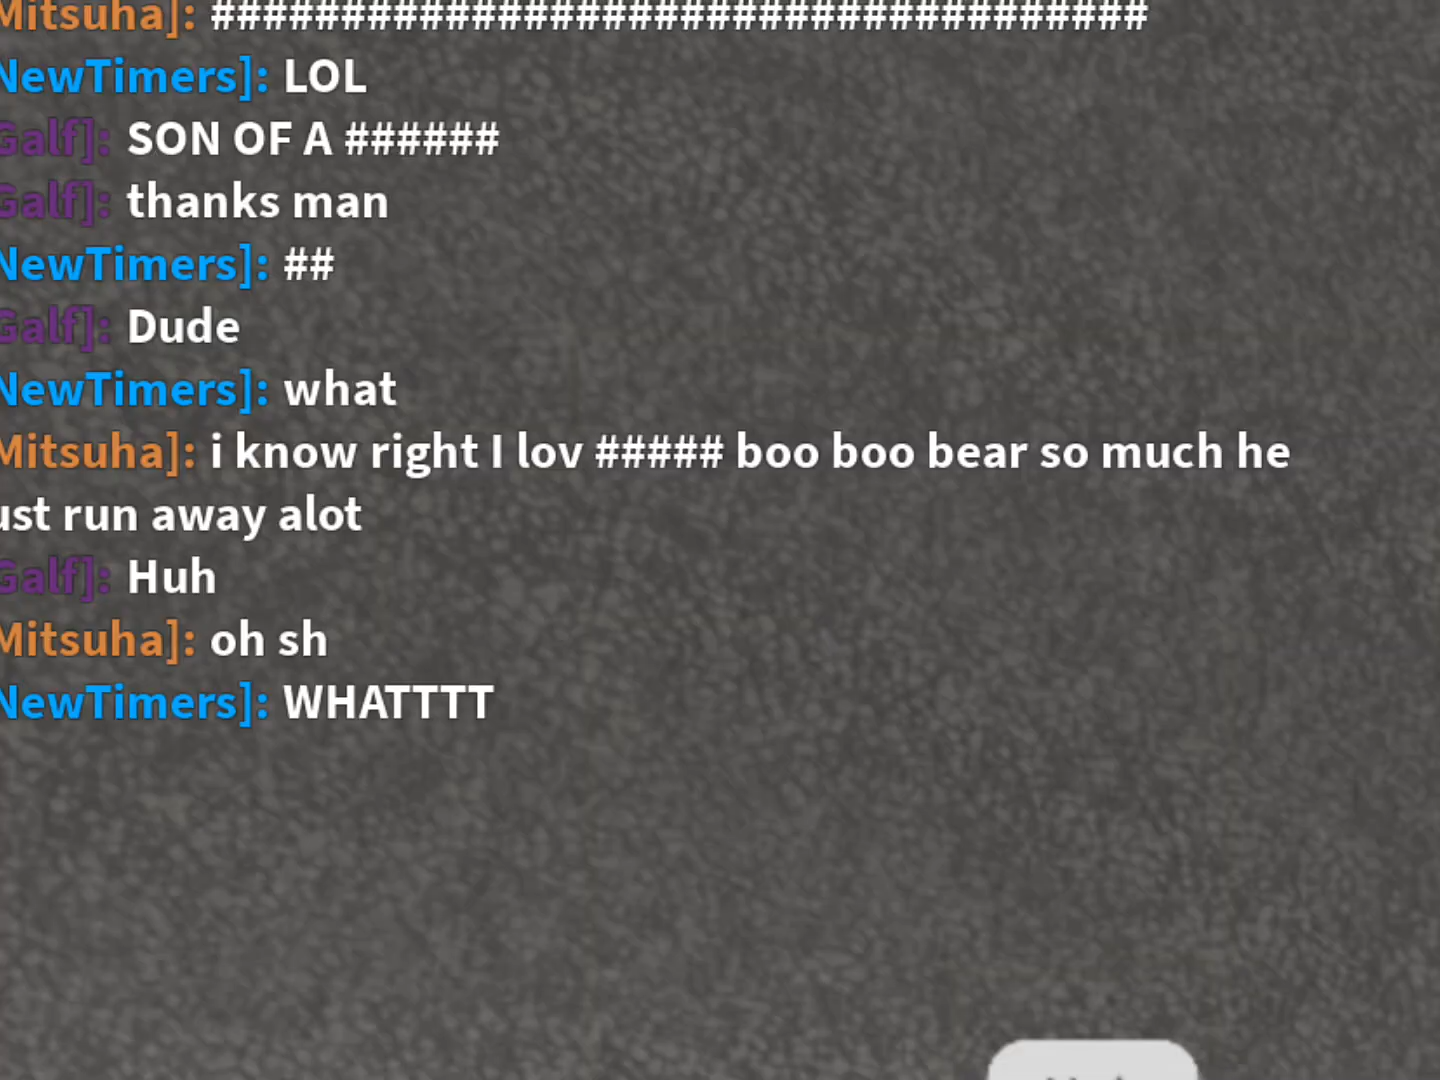 Mitsuha]: ####################################
NewTimers]: LOL
Galf]: SON OF A ######
Galf]: thanks man
NewTimers]: ##
Galf]: Dude
NewTimers]: what
Mitsuha]: i know right I lov ##### boo boo bear so much he
ust run away alot
Galf]: Huh
Mitsuha]: oh sh
NewTimers]: WHATTTT